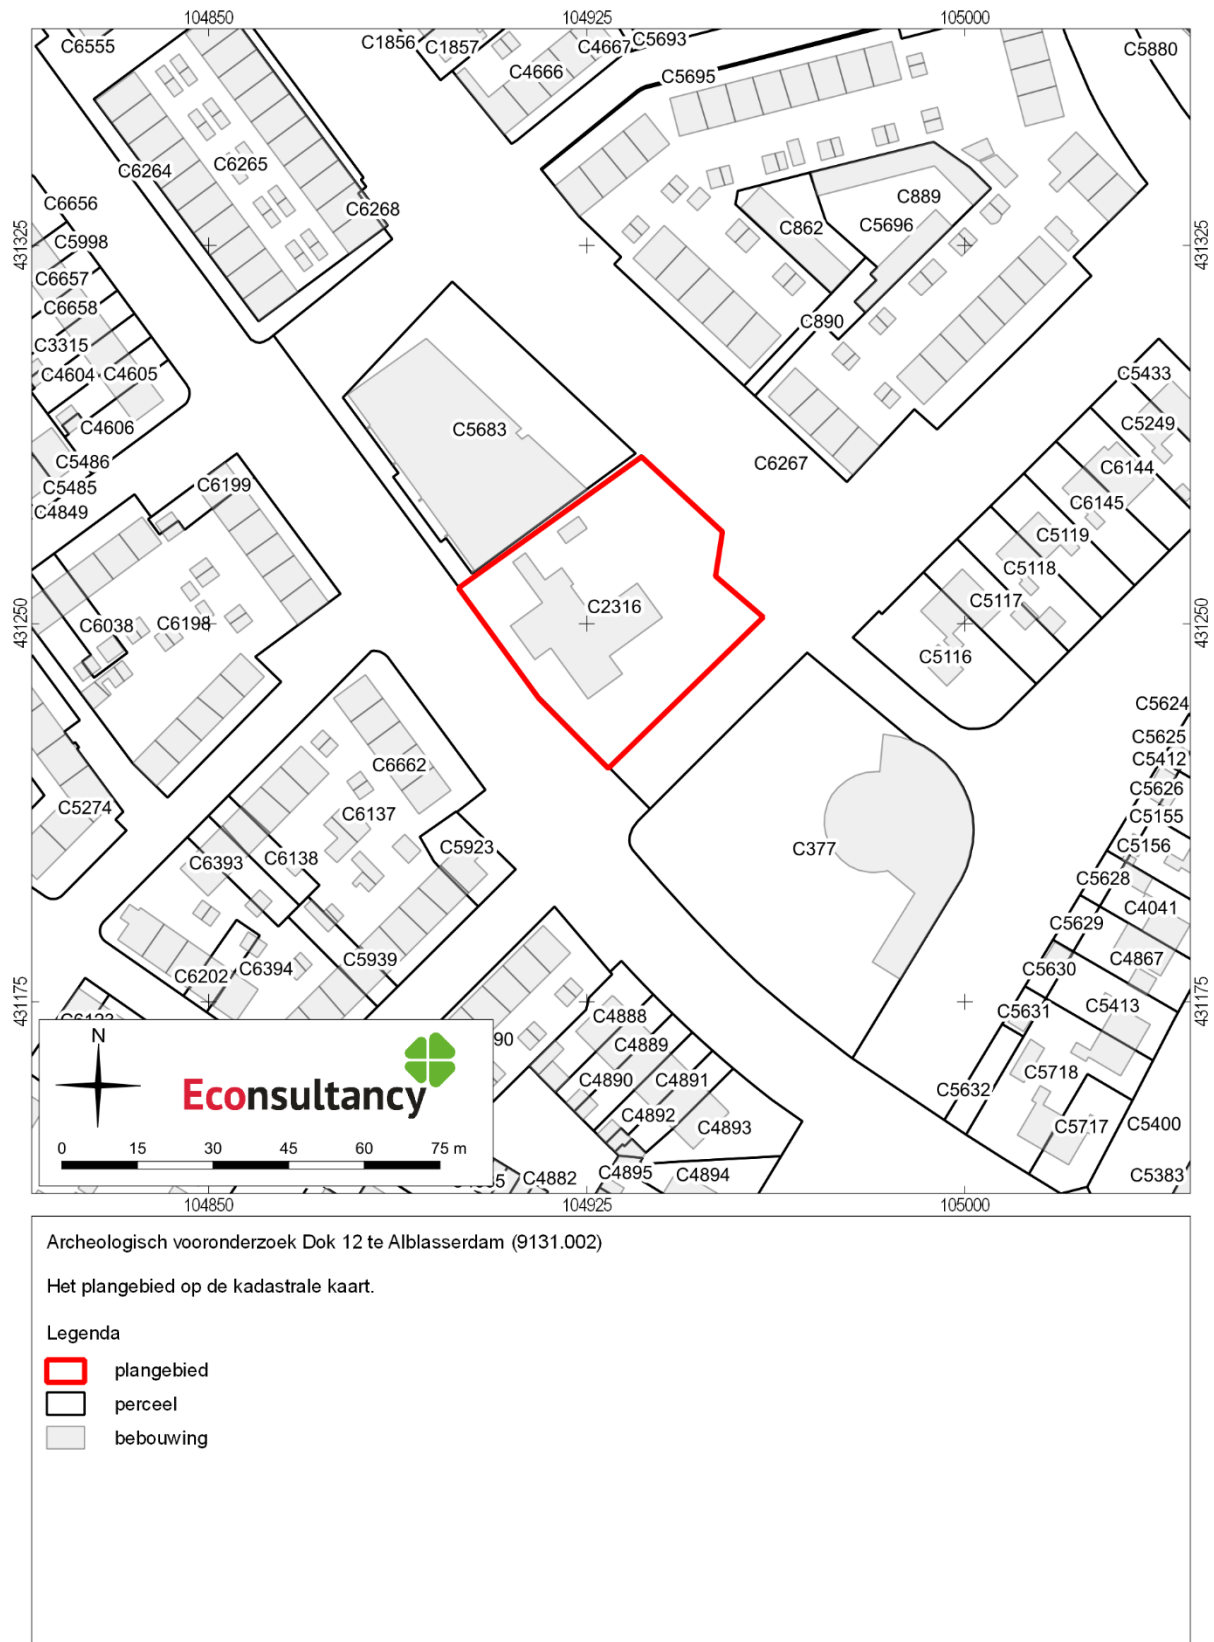 104850 104925 105000
C6555 C1856 C1857 C4667 C5693 C5880
C4666 C5695
C6264 C6265 C889
C6656 C6268 C862 C5696
431325 C5998 431325
C6657
C6658 C890
C3315
C4604 C4605 C5433
C4606 C5683 C5249
C5486 C6267 C6144
C5485 C6199 C6145
C4849 C5119
C5118
431250 C6038 C6198 C2316 C5117 431250
C5116
C5624
C5625
C6662 C5412
C5626
C5274 C6137 C5155
C6393 C6138 C5923 C377 C5156
C5628
C4041
C5629
C6202 C6394 C5939 C4867
C5630
431175 C4888 C5631 C5413 431175
C4889
C4890 C4891 C5718
C4892 C5632
C4893 C5717 C5400
C4882 C4895 C4894 C5383
N
Econsultancy
0 15 30 45 60 75 m
104850 104925 105000
Archeologisch vooronderzoek Dok 12 te Alblasserdam (9131.002)
Het plangebied op de kadastrale kaart.
Legenda
plangebied
perceel
bebouwing